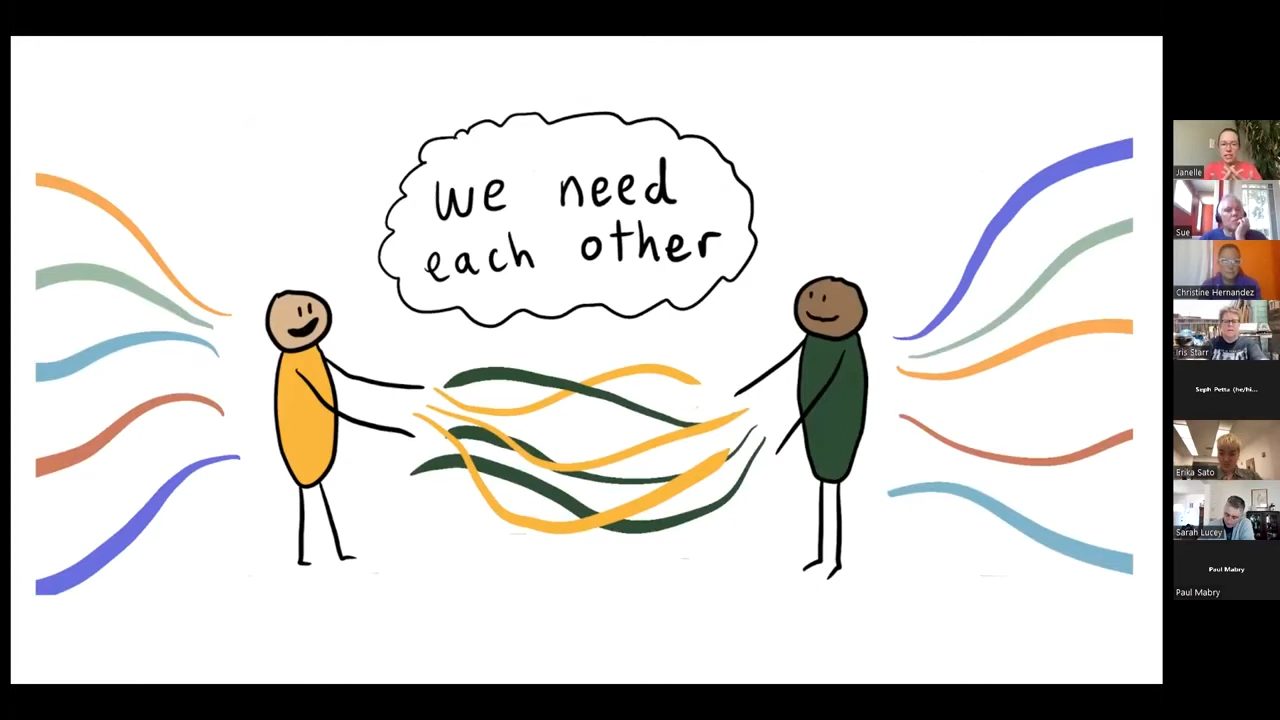 we need
each other
Janelle
Sue
Christine Hernandez
Iris Starr
Seph Petta (he/hi...
Erika Sato
Sarah Lucey
Paul Mabry
Paul Mabry